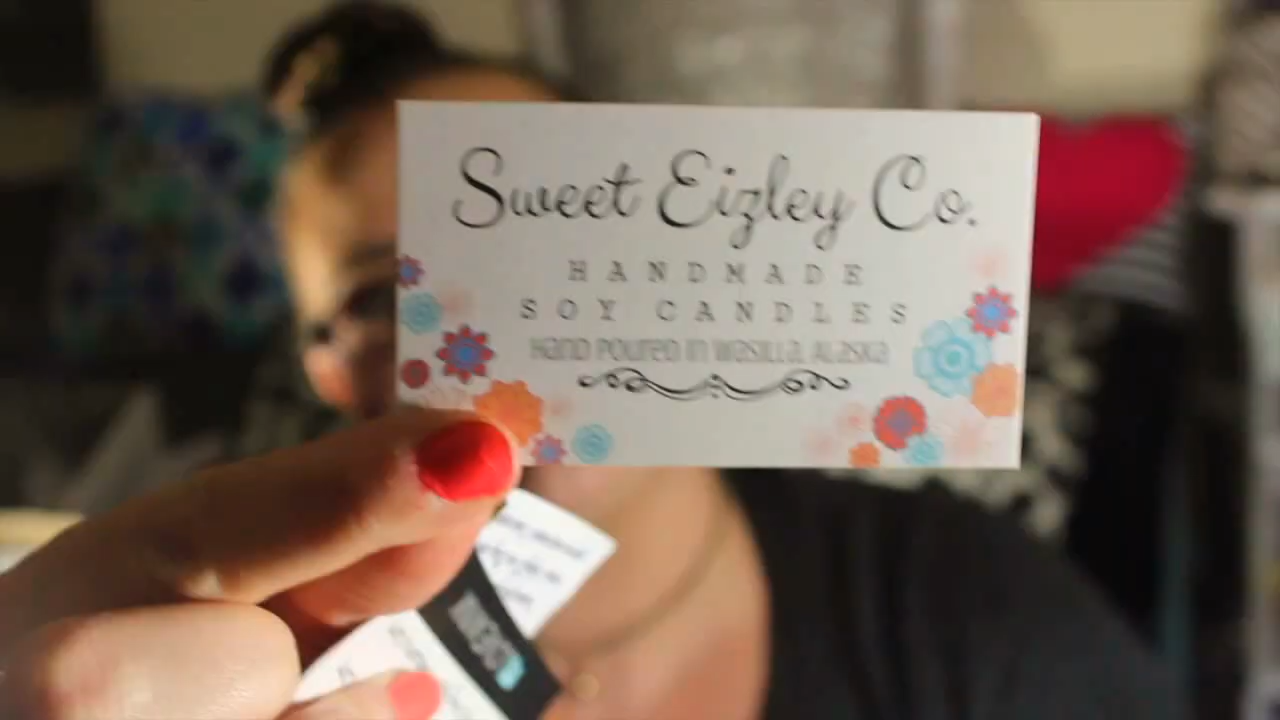 Sweet Eizley Co.
HANDMADE
SOY CANDLES
Hand Poured in Wasilla, Alaska